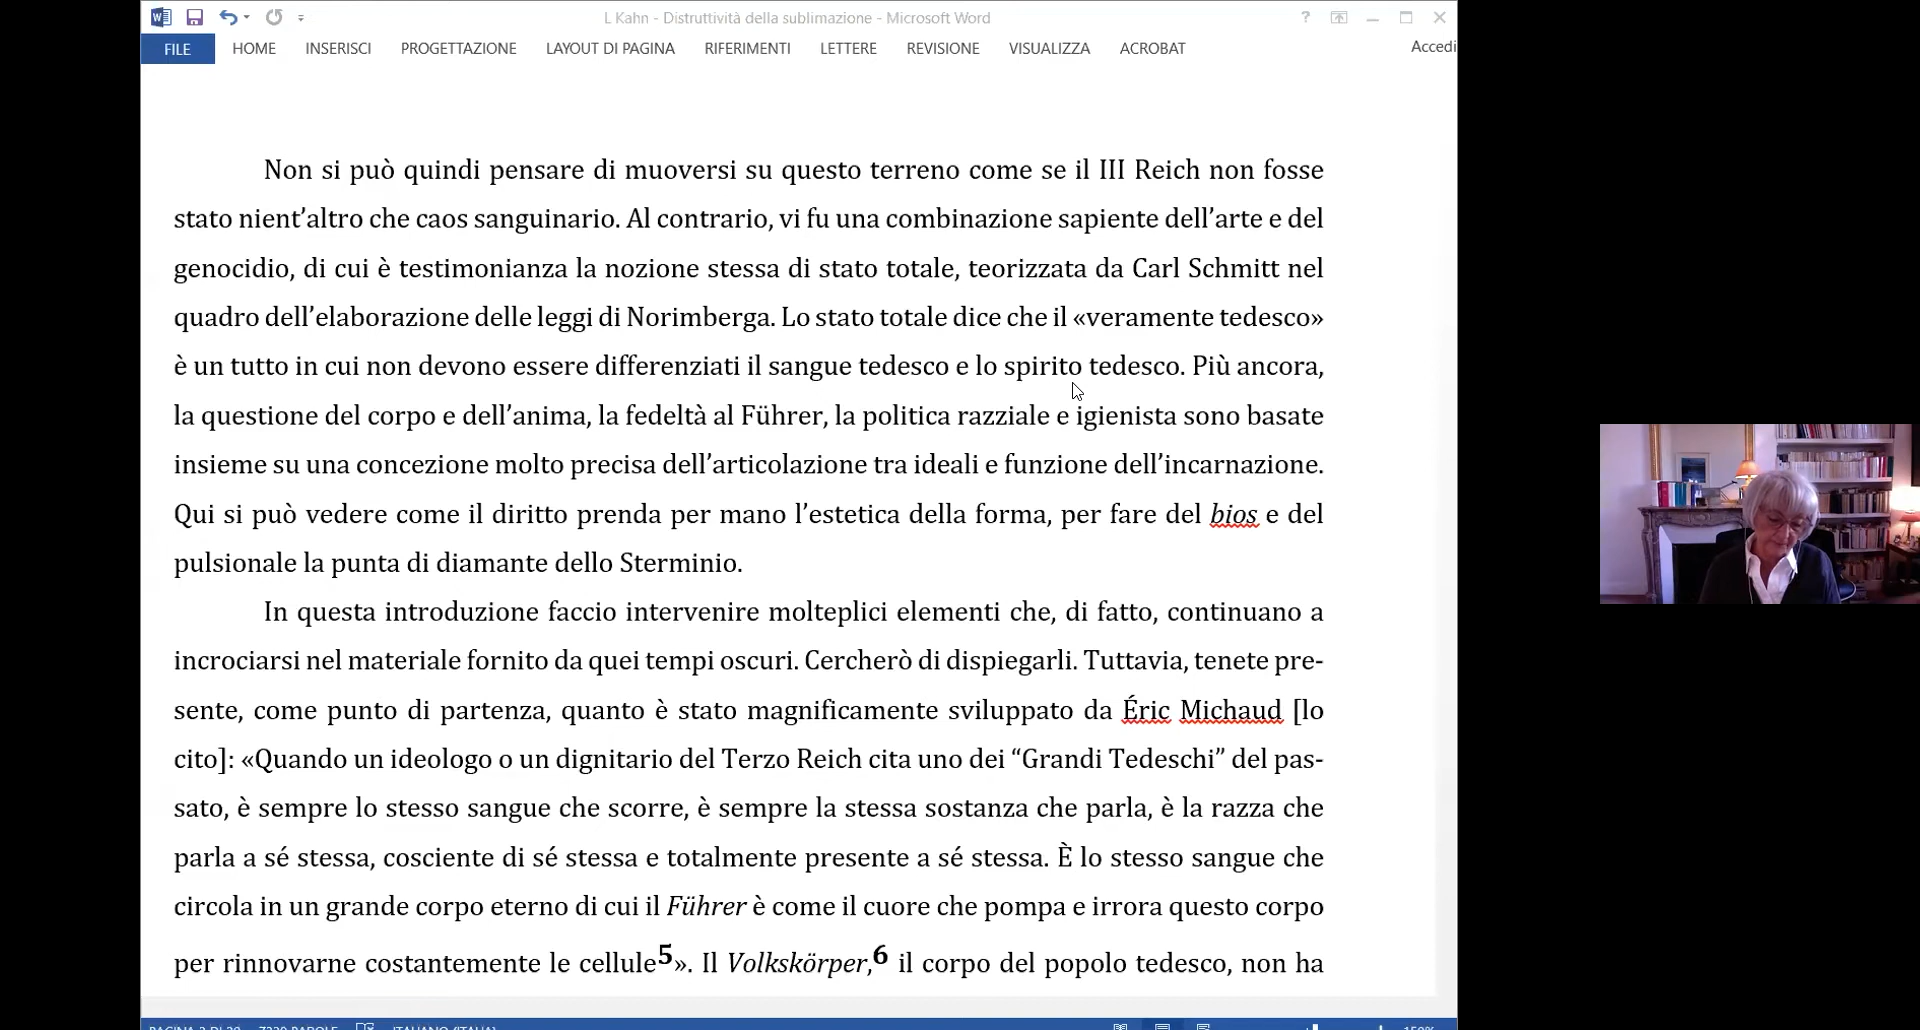 L Kahn - Distruttività della sublimazione - Microsoft Word
?
FILE HOME INSERISCI PROGETTAZIONE LAYOUT DI PAGINA RIFERIMENTI LETTERE REVISIONE VISUALIZZA ACROBAT Accedi
Non si può quindi pensare di muoversi su questo terreno come se il III Reich non fosse
stato nient’altro che caos sanguinario. Al contrario, vi fu una combinazione sapiente dell’arte e del
genocidio, di cui è testimonianza la nozione stessa di stato totale, teorizzata da Carl Schmitt nel
quadro dell’elaborazione delle leggi di Norimberga. Lo stato totale dice che il «veramente tedesco»
è un tutto in cui non devono essere differenziati il sangue tedesco e lo spirito tedesco. Più ancora,
la questione del corpo e dell’anima, la fedeltà al Führer, la politica razziale e igienista sono basate
insieme su una concezione molto precisa dell’articolazione tra ideali e funzione dell’incarnazione.
Qui si può vedere come il diritto prenda per mano l’estetica della forma, per fare del bios e del
pulsionale la punta di diamante dello Sterminio.
In questa introduzione faccio intervenire molteplici elementi che, di fatto, continuano a
incrociarsi nel materiale fornito da quei tempi oscuri. Cercherò di dispiegarli. Tuttavia, tenete pre-
sente, come punto di partenza, quanto è stato magnificamente sviluppato da Éric Michaud [lo
cito]: «Quando un ideologo o un dignitario del Terzo Reich cita uno dei “Grandi Tedeschi” del pas-
sato, è sempre lo stesso sangue che scorre, è sempre la stessa sostanza che parla, è la razza che
parla a sé stessa, cosciente di sé stessa e totalmente presente a sé stessa. È lo stesso sangue che
circola in un grande corpo eterno di cui il Führer è come il cuore che pompa e irrora questo corpo
per rinnovarne costantemente le cellule5». Il Volkskörper,6 il corpo del popolo tedesco, non ha
7220 PAROLE ITALIANO (ITALIA) 150%